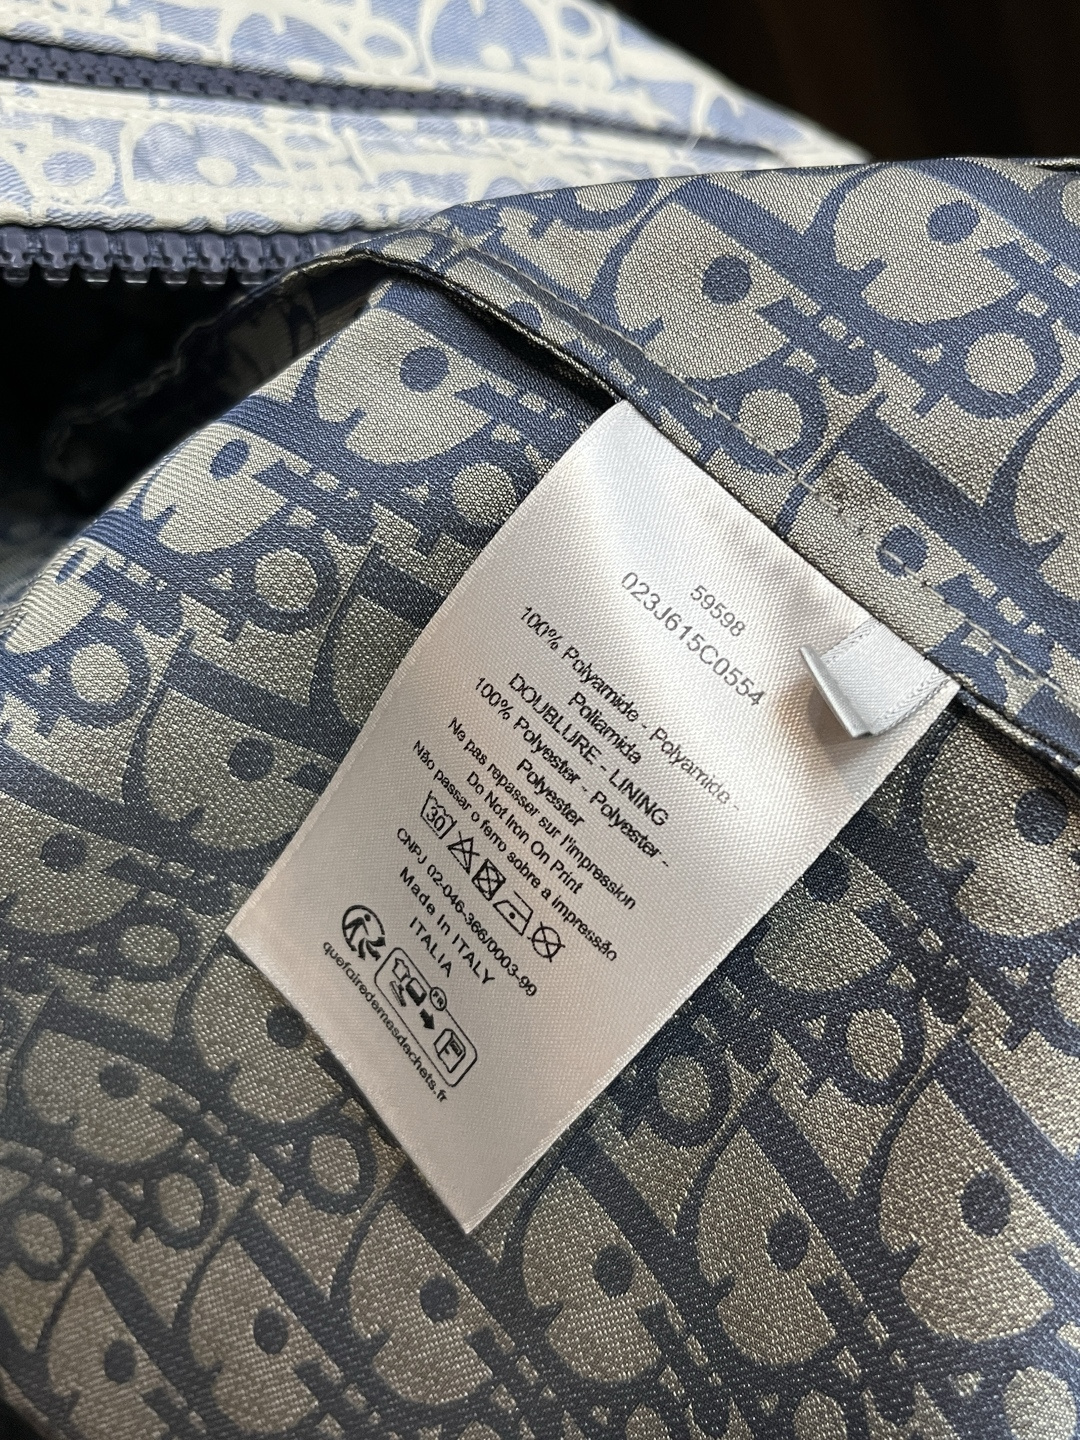 59598
023J615C0554
100% Polyamide - Polyamide -
Poliamida
DOUBLURE - LINING
100% Polyester - Polyester -
Polyester
Ne pas repasser sur l'impression
Do Not Iron On Print
Não passar o ferro sobre a impressão
30
CNPJ 02-046-366/0003-99
Made In ITALY
ITALIA
FR
quefairedemesdechets.fr